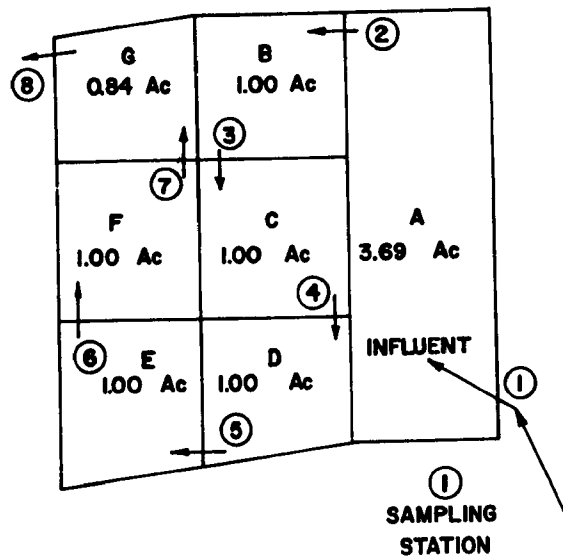 G
0.84 Ac
8
B
1.00 Ac
2
3
7
F
1.00 Ac
C
1.00 Ac
A
3.69 Ac
4
6
E
1.00 Ac
D
1.00 Ac
INFLUENT
1
5
1
SAMPLING
STATION